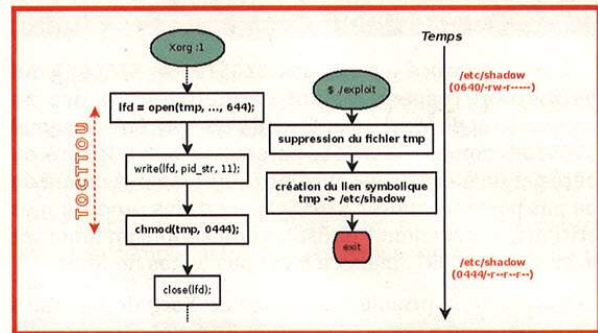 Xorg :1
lfd = open(tmp, ..., 644);
write(lfd, pid_str, 11);
chmod(tmp, 0444);
close(lfd);
TOCTTOU
$ ./exploit
suppression du fichier tmp
création du lien symbolique
tmp -> /etc/shadow
exit
Temps
/etc/shadow
(0640/-rw-r-----)
/etc/shadow
(0444/-r--r--r--)